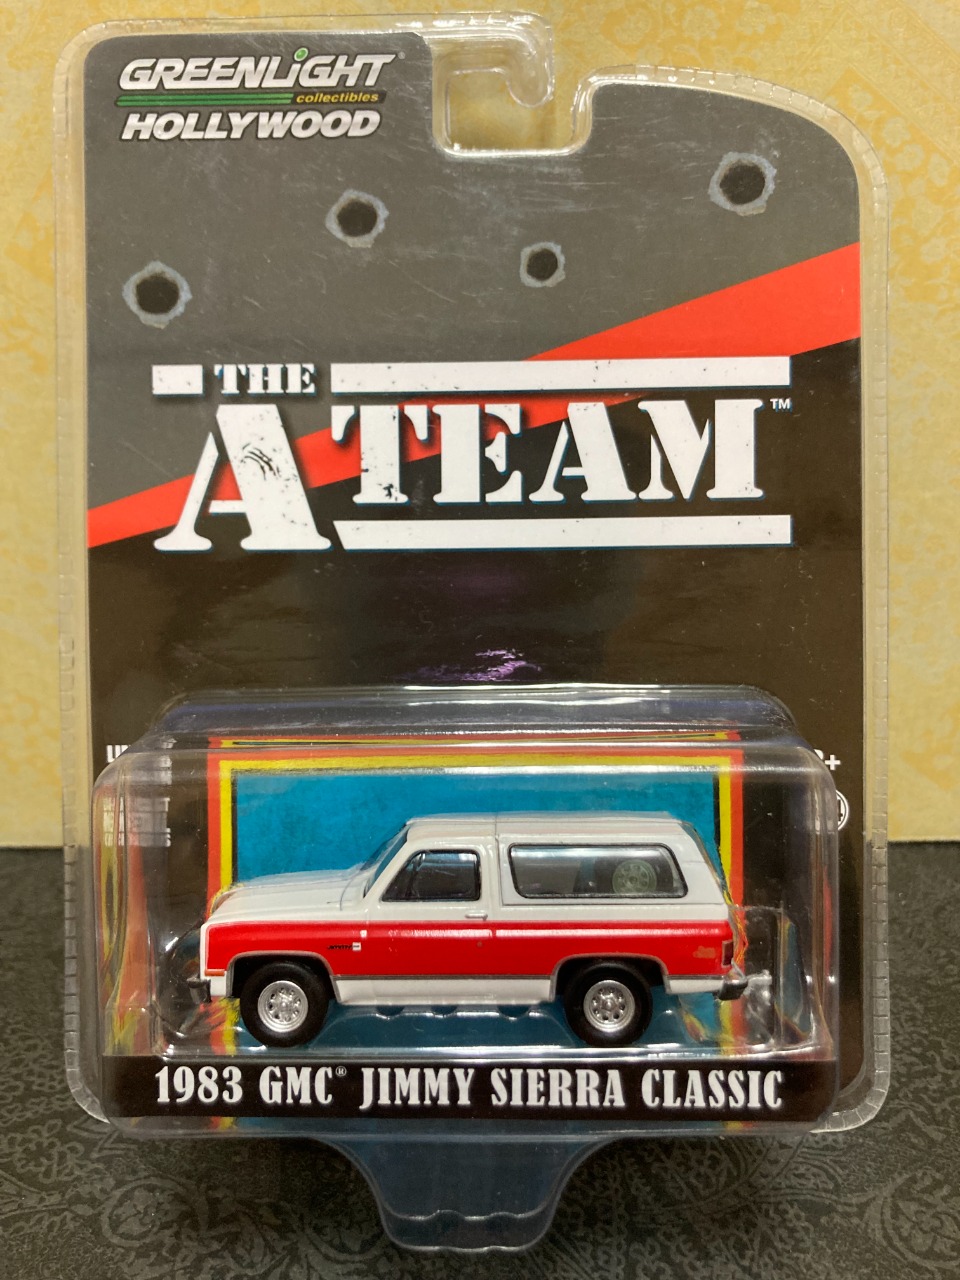 GREENLiGHT®
collectibles
HOLLYWOOD
THE
A TEAM™
1983 GMC® JIMMY SIERRA CLASSIC